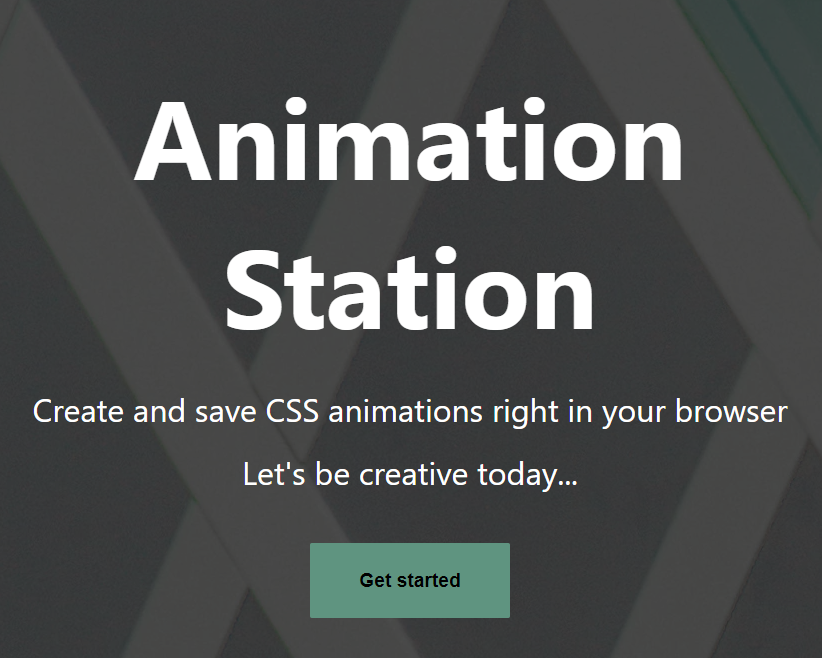 Animation
Station
Create and save CSS animations right in your browser
Let's be creative today...
Get started